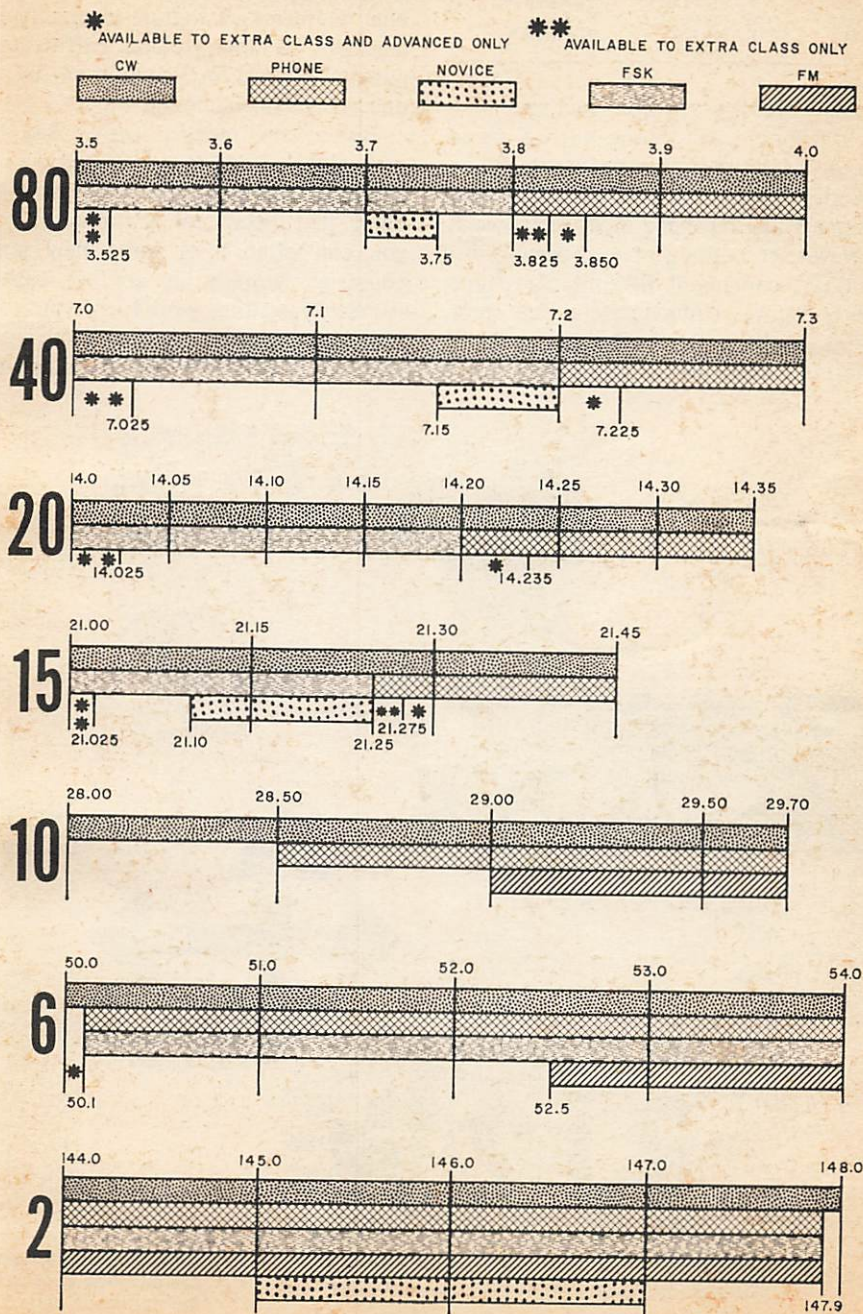 * AVAILABLE TO EXTRA CLASS AND ADVANCED ONLY ** AVAILABLE TO EXTRA CLASS ONLY
CW PHONE NOVICE FSK FM
80
3.5 3.6 3.7 3.8 3.9 4.0
* * ** *
3.525 3.75 3.825 3.850
40
7.0 7.1 7.2 7.3
** *
7.025 7.15 7.225
20
14.0 14.05 14.10 14.15 14.20 14.25 14.30 14.35
** *
14.025 14.235
15
21.00 21.15 21.30 21.45
* * ** *
21.025 21.10 21.25 21.275
10
28.00 28.50 29.00 29.50 29.70
6
50.0 51.0 52.0 53.0 54.0
*
50.1 52.5
2
144.0 145.0 146.0 147.0 148.0
147.9